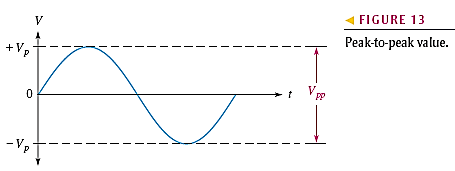 V
◄ FIGURE 13
Peak-to-peak value.
+Vp
0
t
Vpp
−Vp